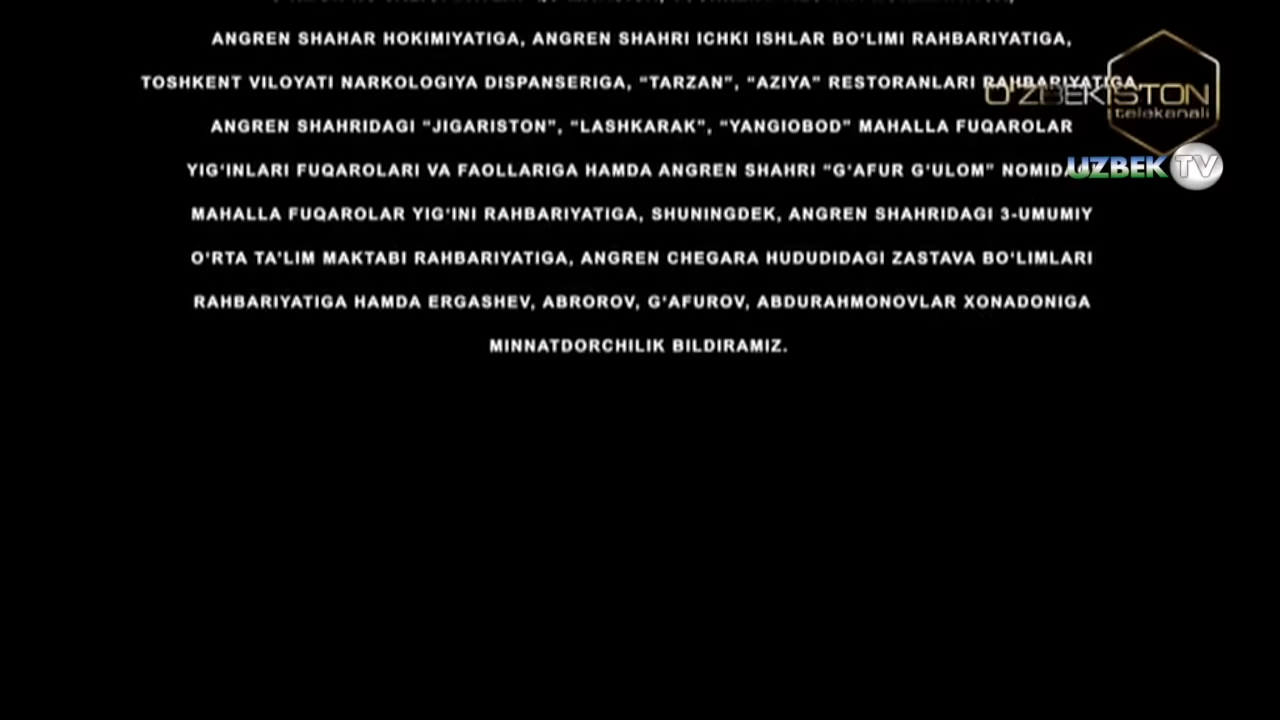 ANGREN SHAHAR HOKIMIYATIGA, ANGREN SHAHRI ICHKI ISHLAR BO‘LIMI RAHBARIYATIGA,
TOSHKENT VILOYATI NARKOLOGIYA DISPANSERIGA, “TARZAN”, “AZIYA” RESTORANLARI RAHBARIYATIGA,
O'ZBEKISTON
telekanali
ANGREN SHAHRIDAGI “JIGARISTON”, “LASHKARAK”, “YANGIOBOD” MAHALLA FUQAROLAR
YIG‘INLARI FUQAROLARI VA FAOLLARIGA HAMDA ANGREN SHAHRI “G‘AFUR G‘ULOM” NOMIDAGI
UZBEK TV
MAHALLA FUQAROLAR YIG‘INI RAHBARIYATIGA, SHUNINGDEK, ANGREN SHAHRIDAGI 3-UMUMIY
O‘RTA TA’LIM MAKTABI RAHBARIYATIGA, ANGREN CHEGARA HUDUDIDAGI ZASTAVA BO‘LIMLARI
RAHBARIYATIGA HAMDA ERGASHEV, ABROROV, G‘AFUROV, ABDURAHMONOVLAR XONADONIGA
MINNATDORCHILIK BILDIRAMIZ.